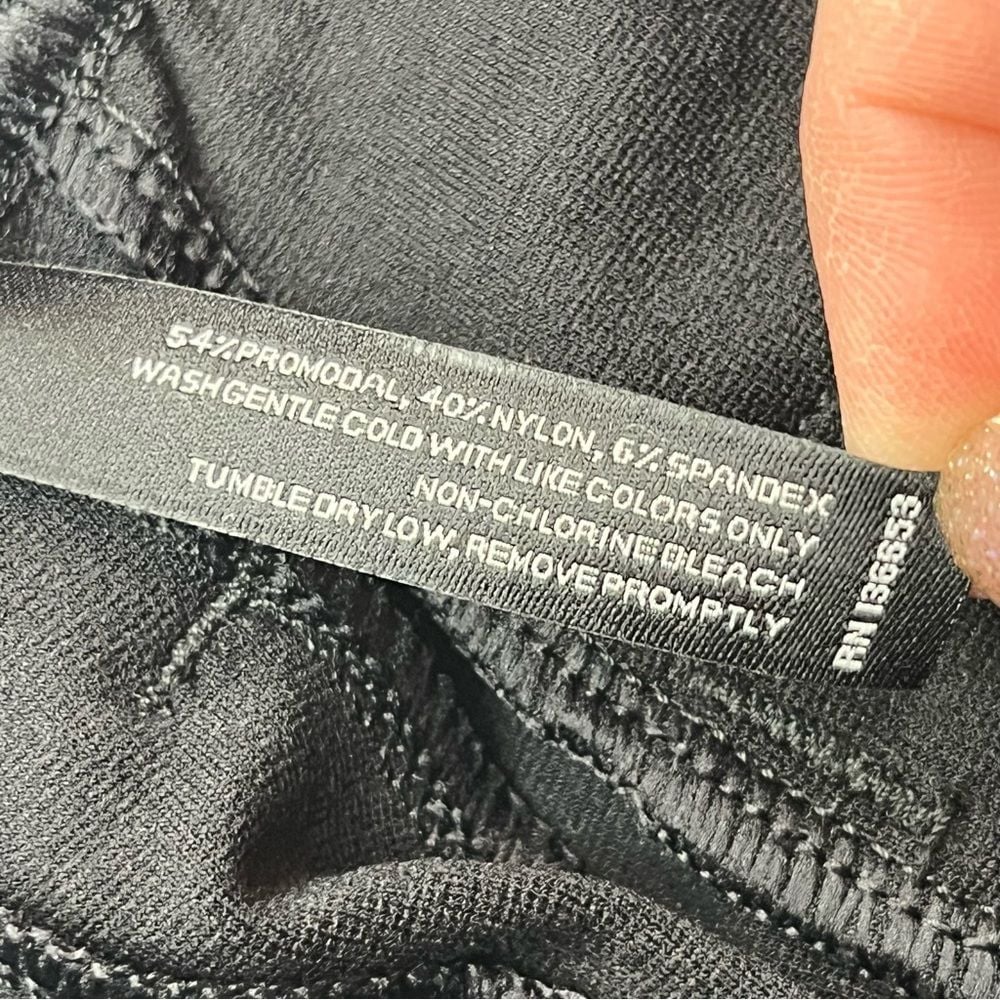 54% PROMODAL, 40% NYLON, 6% SPANDEX
WASH GENTLE COLD WITH LIKE COLORS ONLY
NON-CHLORINE BLEACH
TUMBLE DRY LOW, REMOVE PROMPTLY
RN 136653